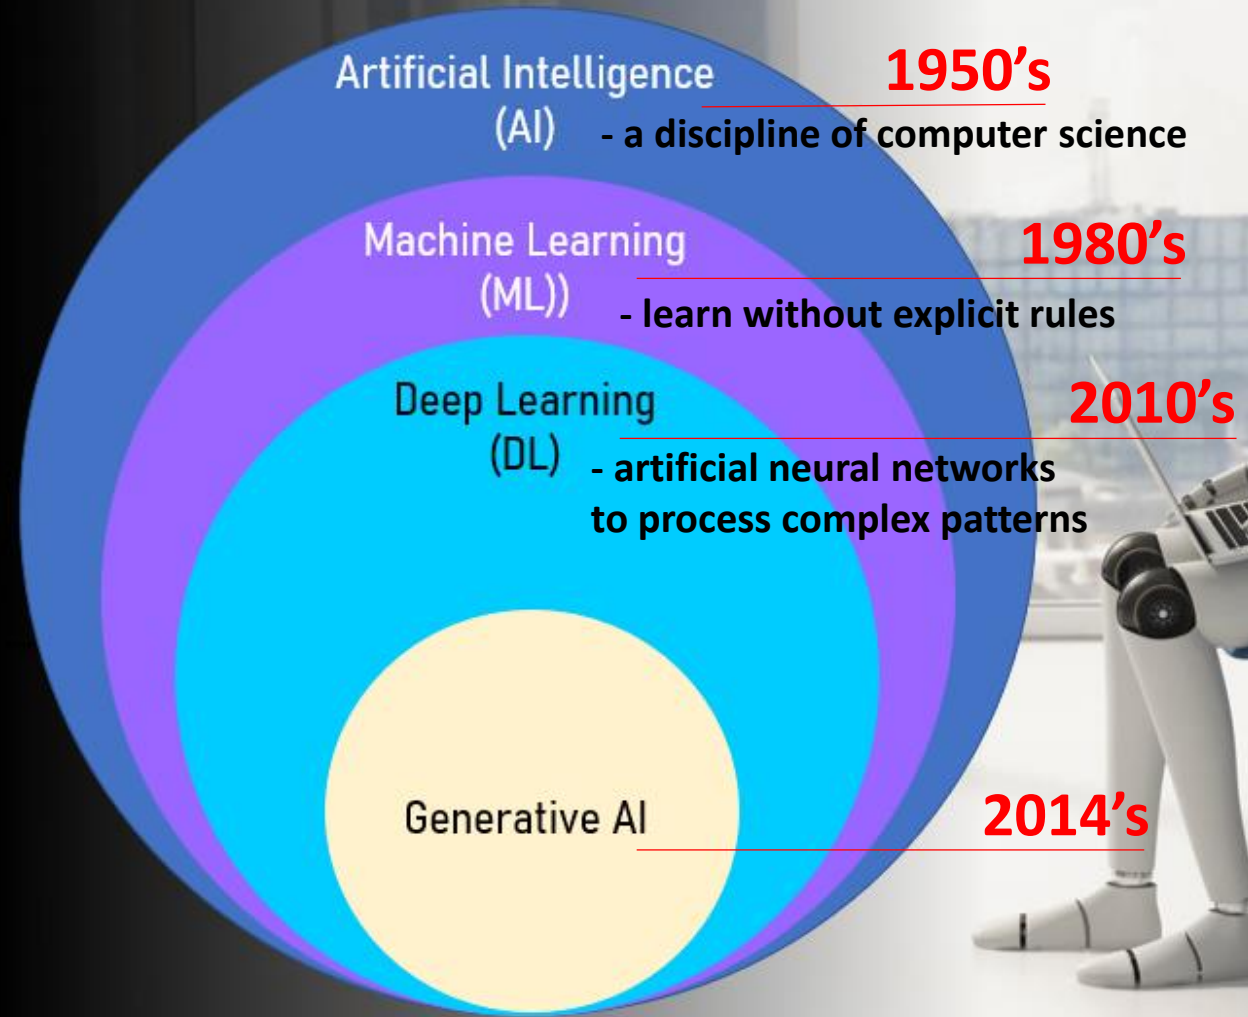 Artificial Intelligence
(AI)
1950’s
- a discipline of computer science
Machine Learning
(ML))
1980’s
- learn without explicit rules
Deep Learning
(DL)
2010’s
- artificial neural networks
to process complex patterns
Generative AI
2014’s